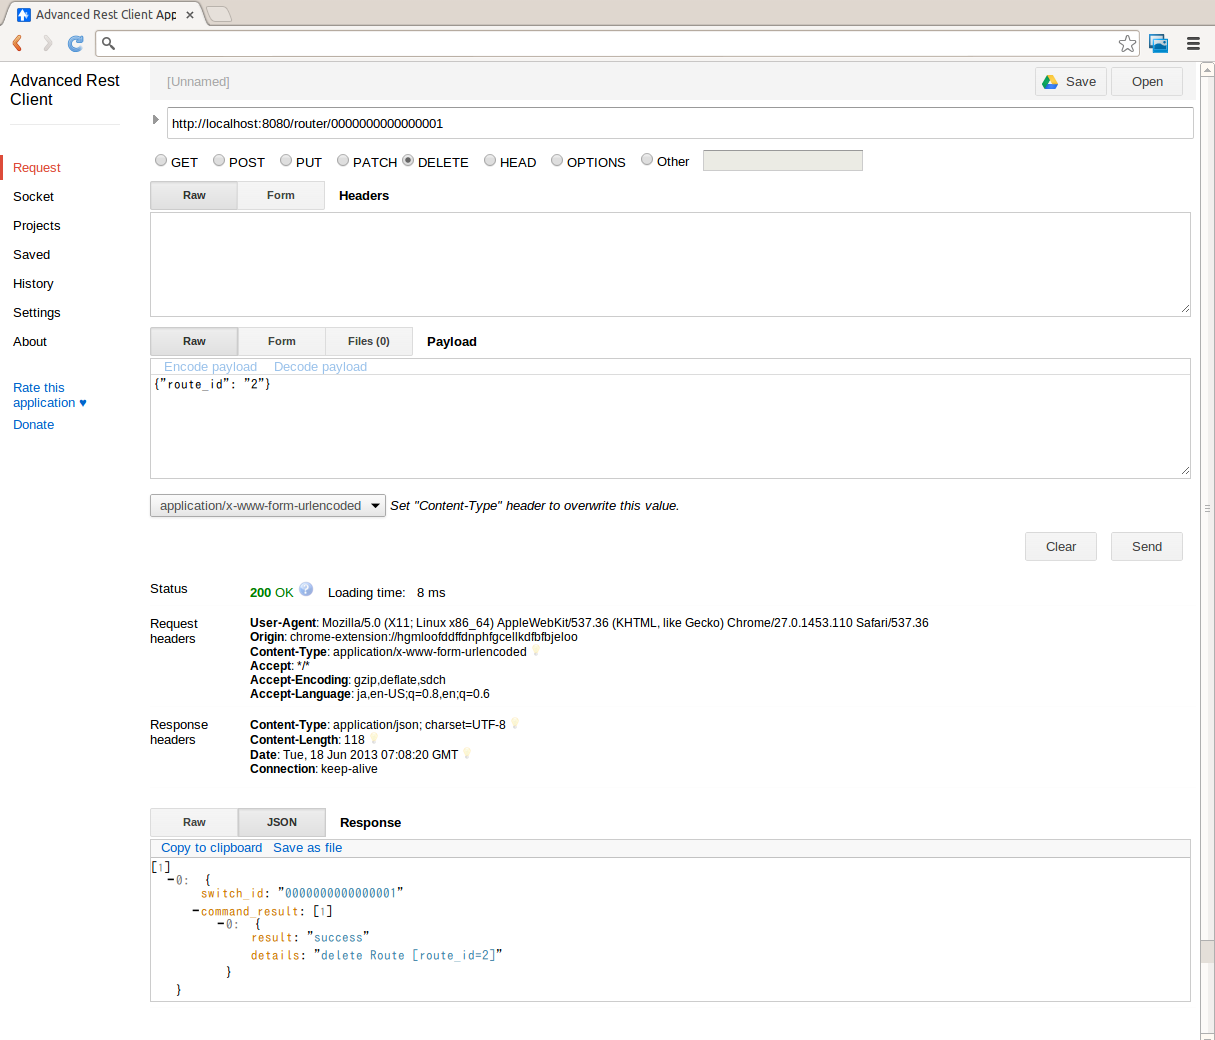 Advanced Rest Client App
Advanced Rest
Client
Request
Socket
Projects
Saved
History
Settings
About
Rate this
application ♥
Donate
[Unnamed]
Save
Open
http://localhost:8080/router/0000000000000001
GET POST PUT PATCH DELETE HEAD OPTIONS Other
Raw Form Headers
Raw Form Files (0) Payload
Encode payload Decode payload
{"route_id": "2"}
application/x-www-form-urlencoded Set "Content-Type" header to overwrite this value.
Clear Send
Status 200 OK Loading time: 8 ms
Request
headers
User-Agent: Mozilla/5.0 (X11; Linux x86_64) AppleWebKit/537.36 (KHTML, like Gecko) Chrome/27.0.1453.110 Safari/537.36
Origin: chrome-extension://hgmloofddffdnphfgcellkdfbfbjeloo
Content-Type: application/x-www-form-urlencoded
Accept: */*
Accept-Encoding: gzip,deflate,sdch
Accept-Language: ja,en-US;q=0.8,en;q=0.6
Response
headers
Content-Type: application/json; charset=UTF-8
Content-Length: 118
Date: Tue, 18 Jun 2013 07:08:20 GMT
Connection: keep-alive
Raw JSON Response
Copy to clipboard Save as file
[1]
-0: {
switch_id: "0000000000000001"
-command_result: [1]
-0: {
result: "success"
details: "delete Route [route_id=2]"
}
}